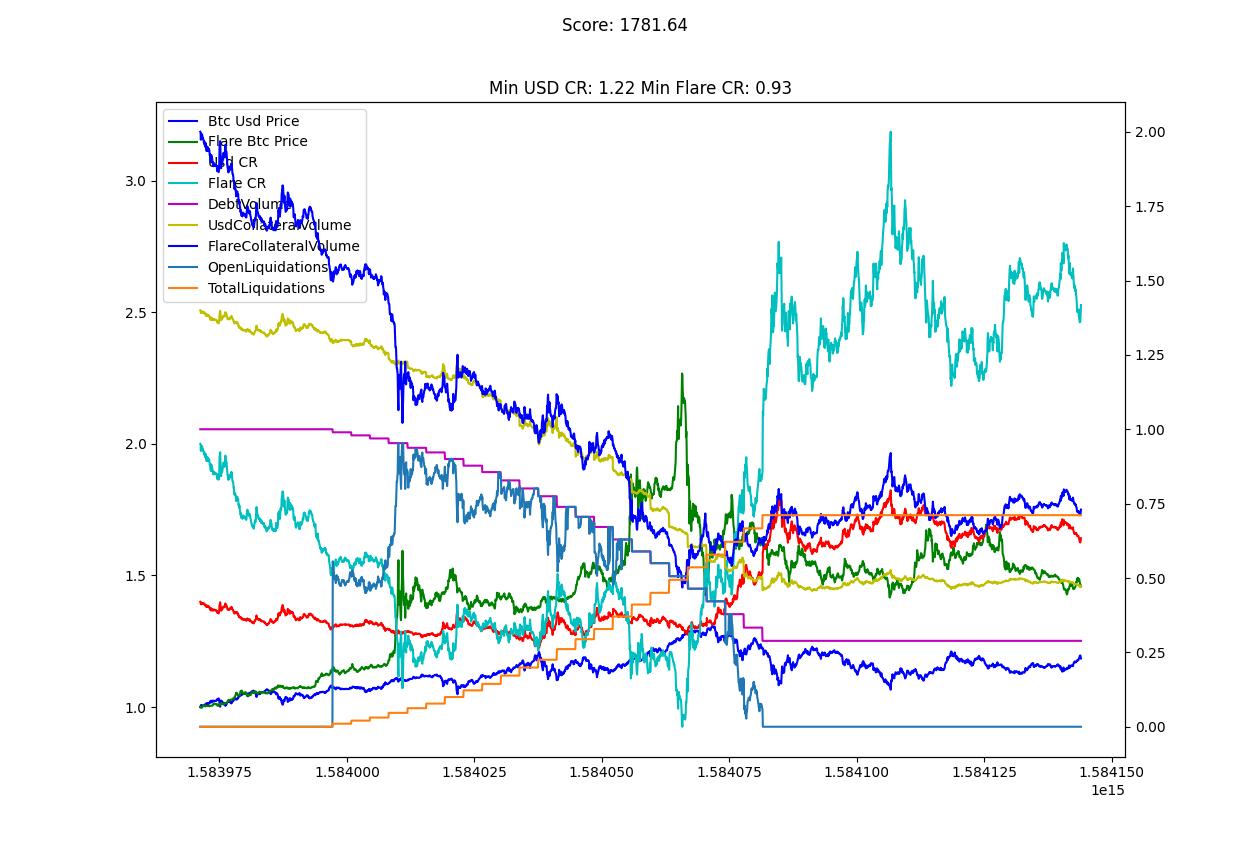 Score: 1781.64
Min USD CR: 1.22 Min Flare CR: 0.93
Btc Usd Price
Flare Btc Price
Usd CR
Flare CR
DebtVolume
UsdCollateralVolume
FlareCollateralVolume
OpenLiquidations
TotalLiquidations
3.0
2.5
2.0
1.5
1.0
2.00
1.75
1.50
1.25
1.00
0.75
0.50
0.25
0.00
1.583975 1.584000 1.584025 1.584050 1.584075 1.584100 1.584125 1.584150
1e15